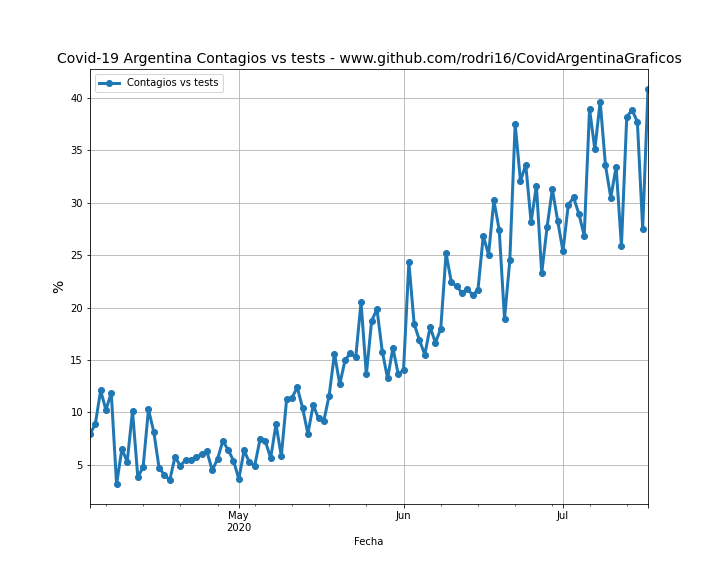 Covid-19 Argentina Contagios vs tests - www.github.com/rodri16/CovidArgentinaGraficos
Contagios vs tests
40
35
30
25
20
15
10
5
%
May
2020
Jun
Jul
Fecha